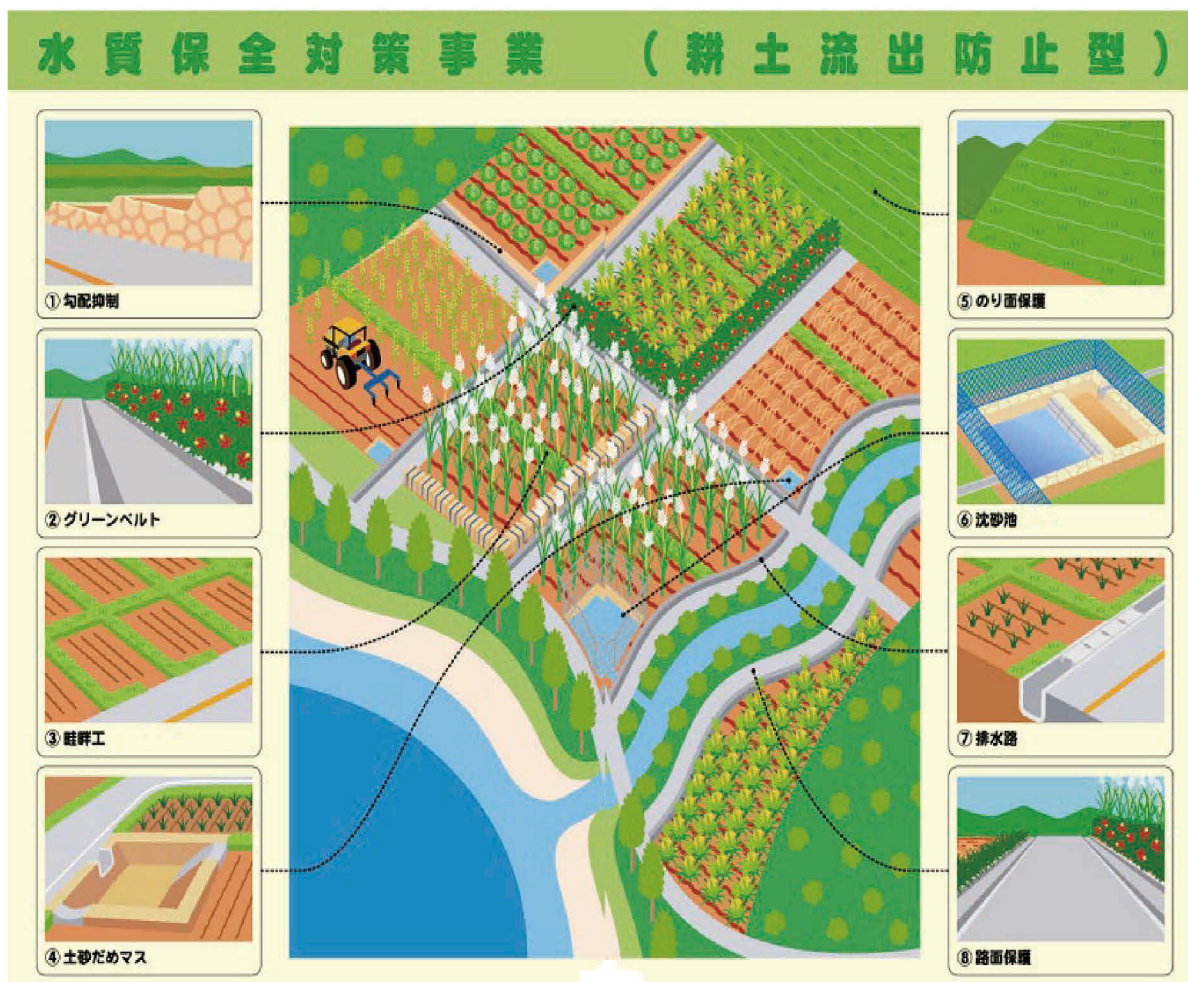 水質保全対策事業 (耕土流出防止型)
①勾配抑制
②グリーンベルト
③畦畔工
④土砂だめマス
⑤のり面保護
⑥沈砂池
⑦排水路
⑧路面保護